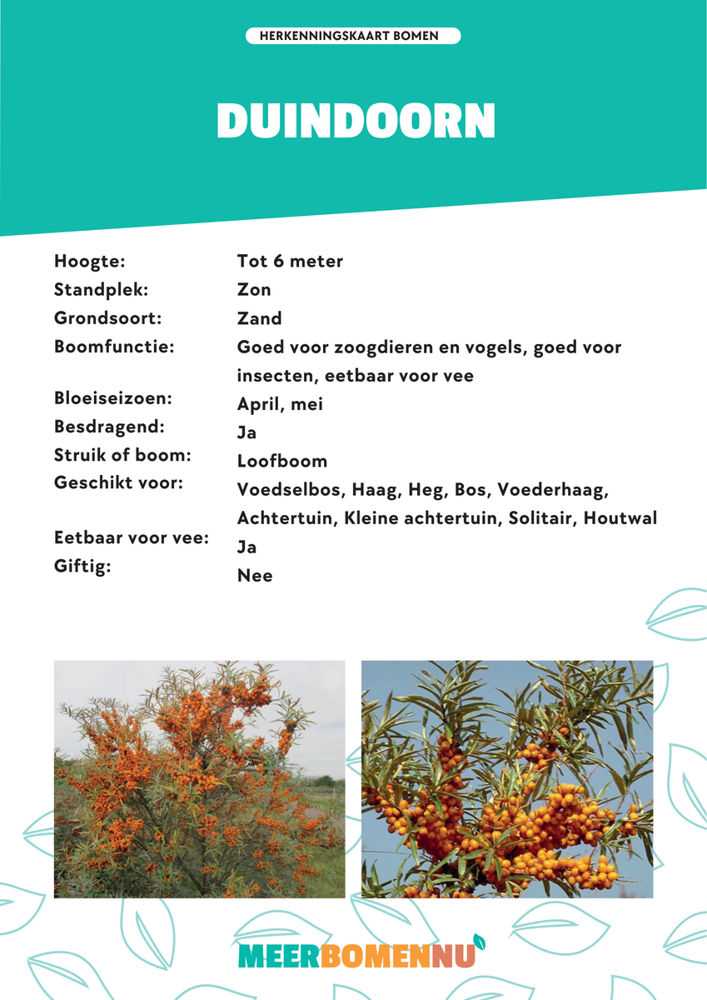 HERKENNINGSKAART BOMEN
DUINDOORN
Hoogte: Tot 6 meter
Standplek: Zon
Grondsoort: Zand
Boomfunctie: Goed voor zoogdieren en vogels, goed voor
insecten, eetbaar voor vee
Bloeiseizoen: April, mei
Besdragend: Ja
Struik of boom: Loofboom
Geschikt voor: Voedselbos, Haag, Heg, Bos, Voederhaag,
Achtertuin, Kleine achtertuin, Solitair, Houtwal
Eetbaar voor vee: Ja
Giftig: Nee
MEERBOMENNU